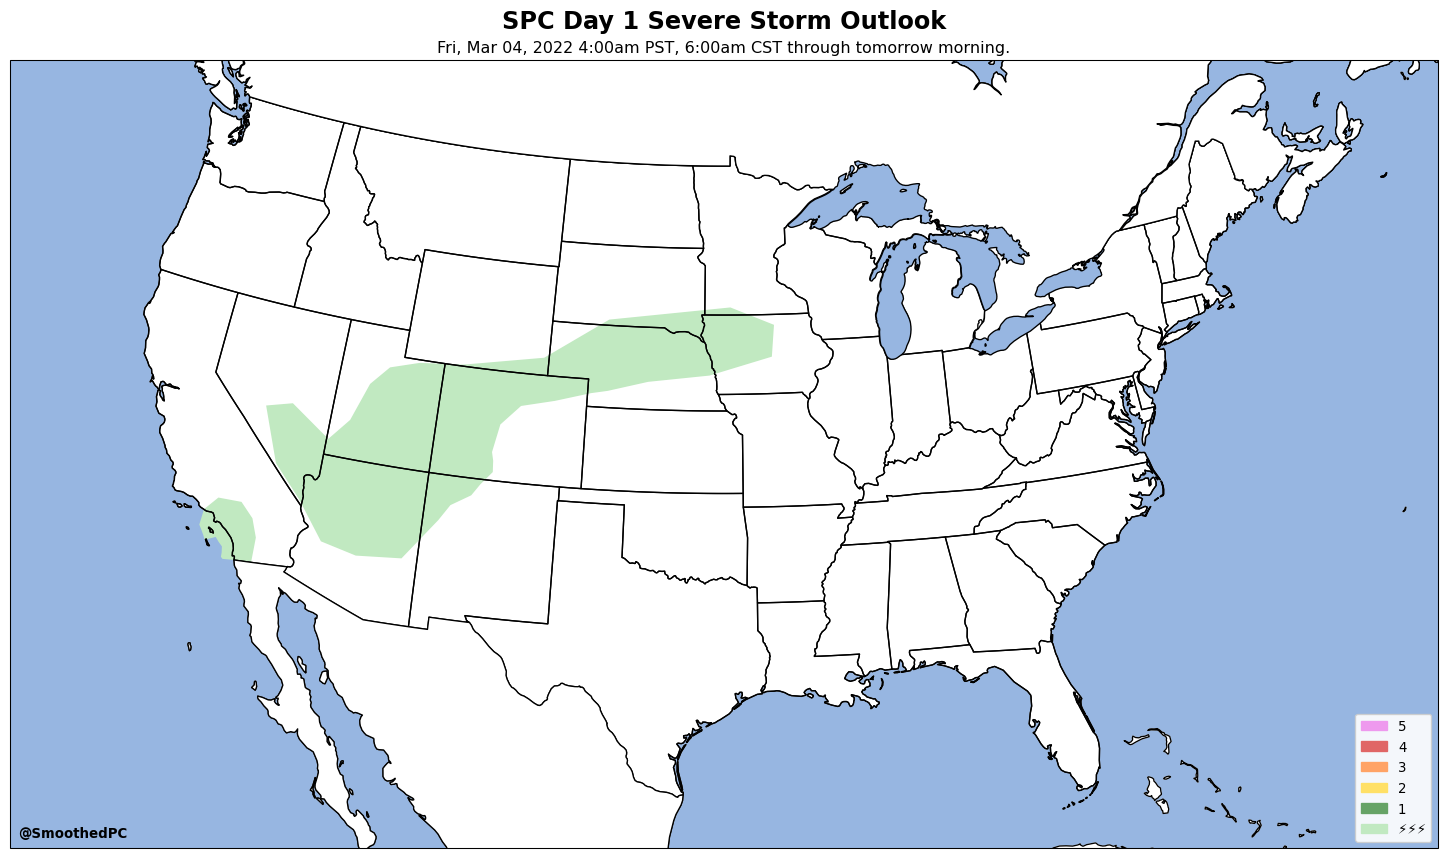 SPC Day 1 Severe Storm Outlook
Fri, Mar 04, 2022 4:00am PST, 6:00am CST through tomorrow morning.
5
4
3
2
1
⚡⚡⚡
@SmoothedPC